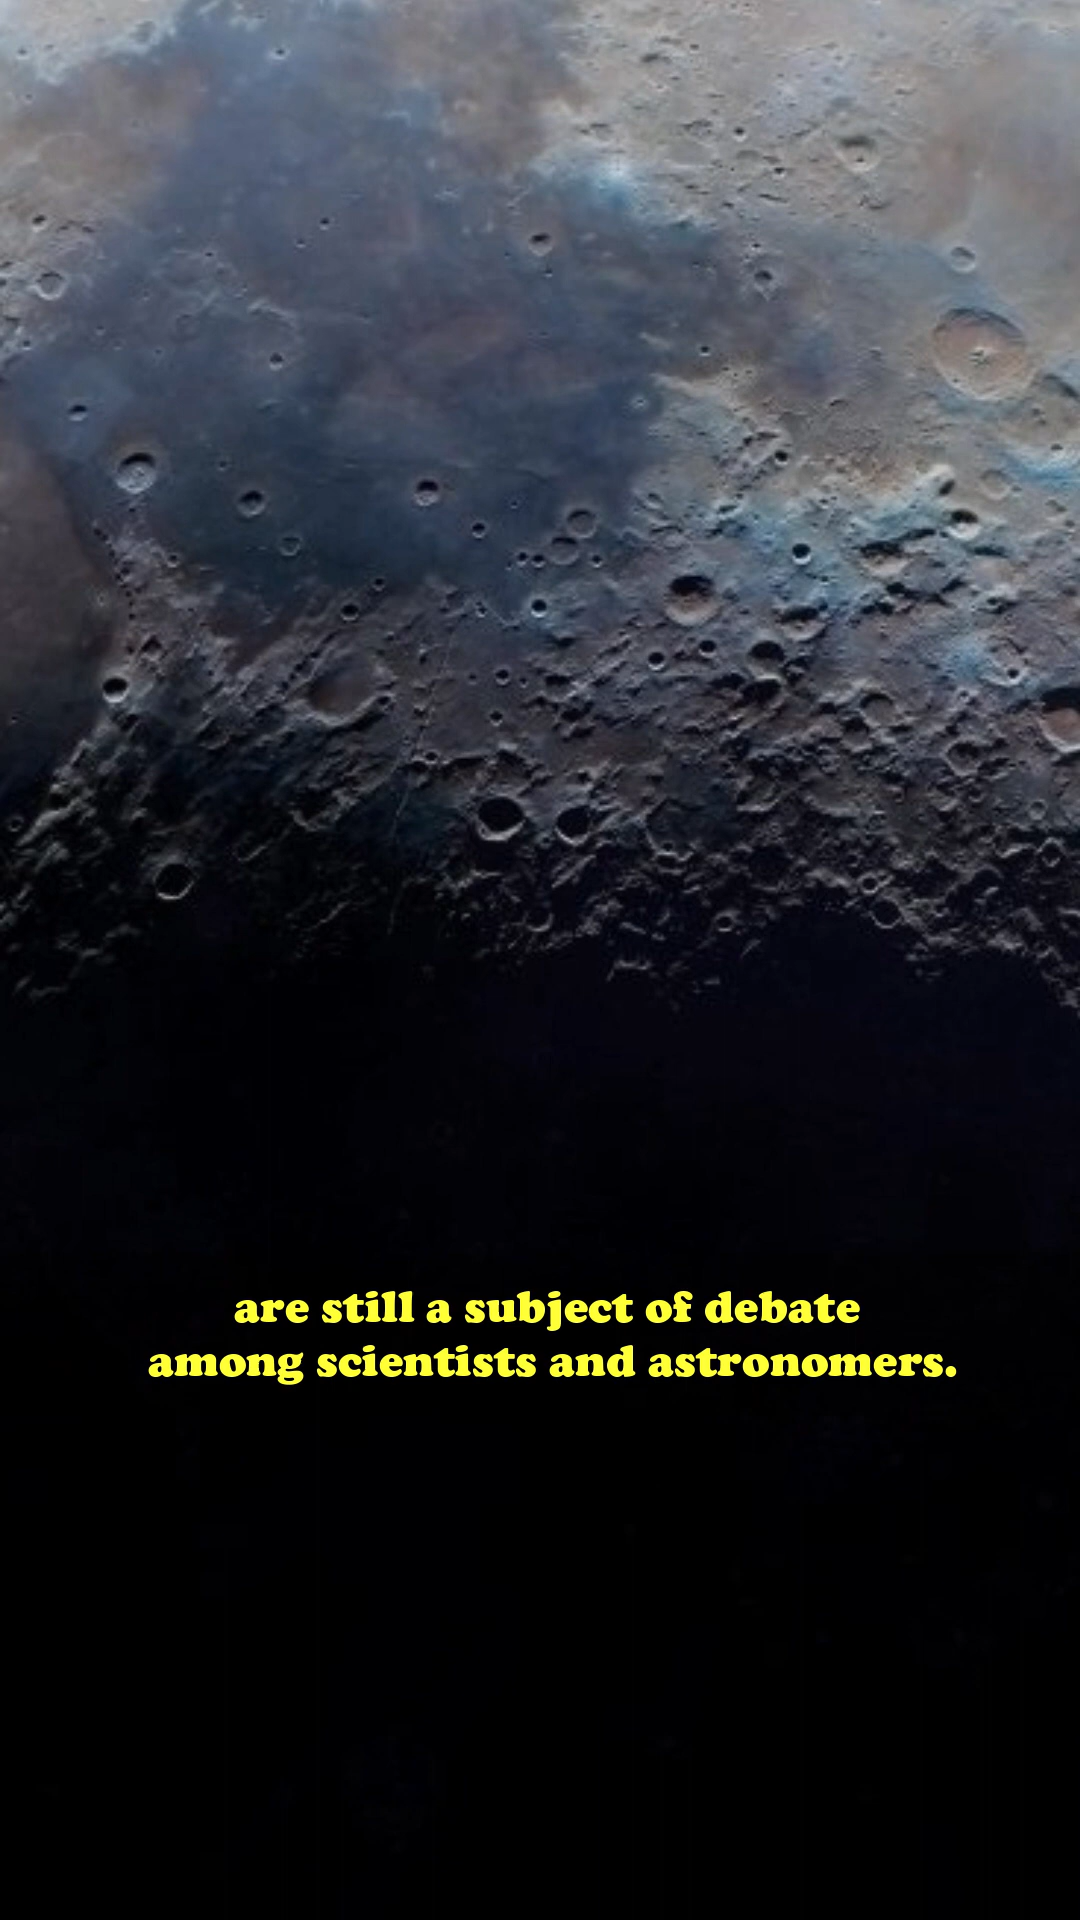 are still a subject of debate
among scientists and astronomers.